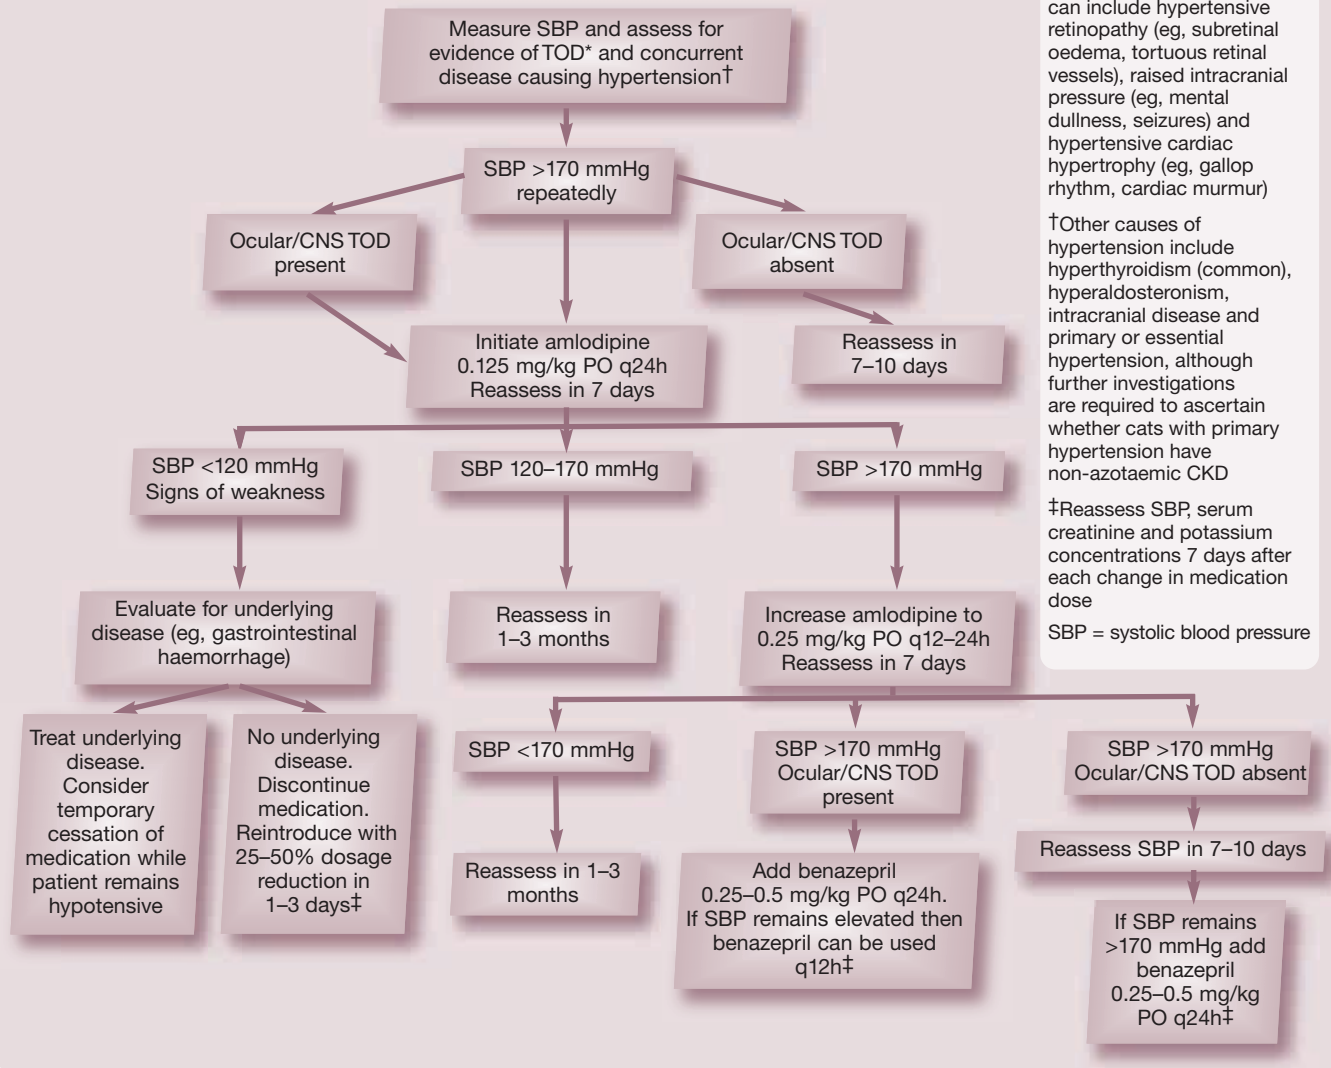 Measure SBP and assess for
evidence of TOD* and concurrent
disease causing hypertension†
SBP >170 mmHg
repeatedly
Ocular/CNS TOD
present
Ocular/CNS TOD
absent
Initiate amlodipine
0.125 mg/kg PO q24h
Reassess in 7 days
Reassess in
7–10 days
SBP <120 mmHg
Signs of weakness
SBP 120–170 mmHg
SBP >170 mmHg
Evaluate for underlying
disease (eg, gastrointestinal
haemorrhage)
Reassess in
1–3 months
Increase amlodipine to
0.25 mg/kg PO q12–24h
Reassess in 7 days
Treat underlying
disease.
Consider
temporary
cessation of
medication while
patient remains
hypotensive
No underlying
disease.
Discontinue
medication.
Reintroduce with
25–50% dosage
reduction in
1–3 days‡
SBP <170 mmHg
SBP >170 mmHg
Ocular/CNS TOD
present
SBP >170 mmHg
Ocular/CNS TOD absent
Reassess in 1–3
months
Add benazepril
0.25–0.5 mg/kg PO q24h.
If SBP remains elevated then
benazepril can be used
q12h‡
Reassess SBP in 7–10 days
If SBP remains
>170 mmHg add
benazepril
0.25–0.5 mg/kg
PO q24h‡
can include hypertensive
retinopathy (eg, subretinal
oedema, tortuous retinal
vessels), raised intracranial
pressure (eg, mental
dullness, seizures) and
hypertensive cardiac
hypertrophy (eg, gallop
rhythm, cardiac murmur)
†Other causes of
hypertension include
hyperthyroidism (common),
hyperaldosteronism,
intracranial disease and
primary or essential
hypertension, although
further investigations
are required to ascertain
whether cats with primary
hypertension have
non-azotaemic CKD
‡Reassess SBP, serum
creatinine and potassium
concentrations 7 days after
each change in medication
dose
SBP = systolic blood pressure